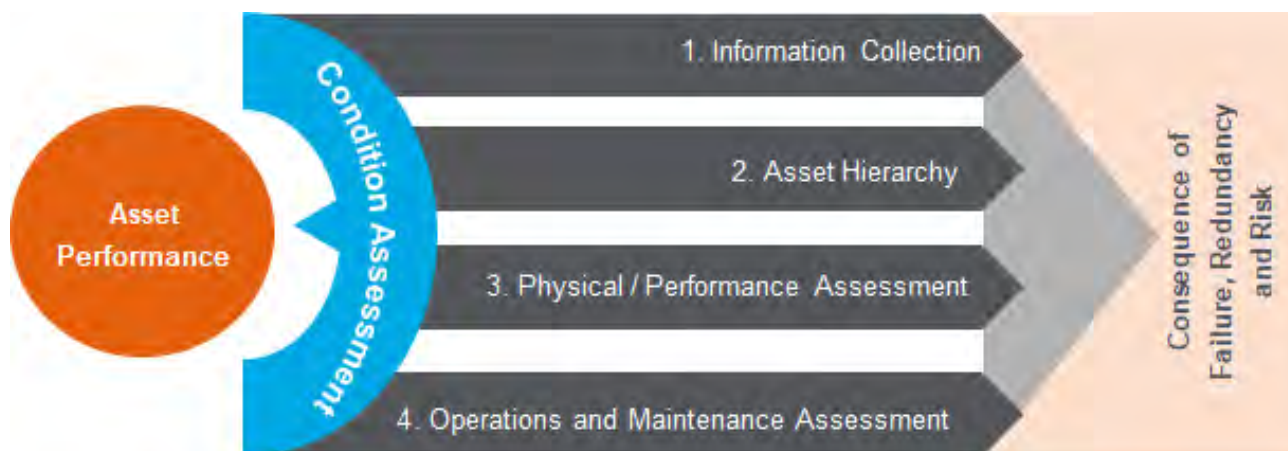 Asset
Performance
Condition Assessment
1. Information Collection
2. Asset Hierarchy
3. Physical / Performance Assessment
4. Operations and Maintenance Assessment
Consequence of
Failure, Redundancy
and Risk